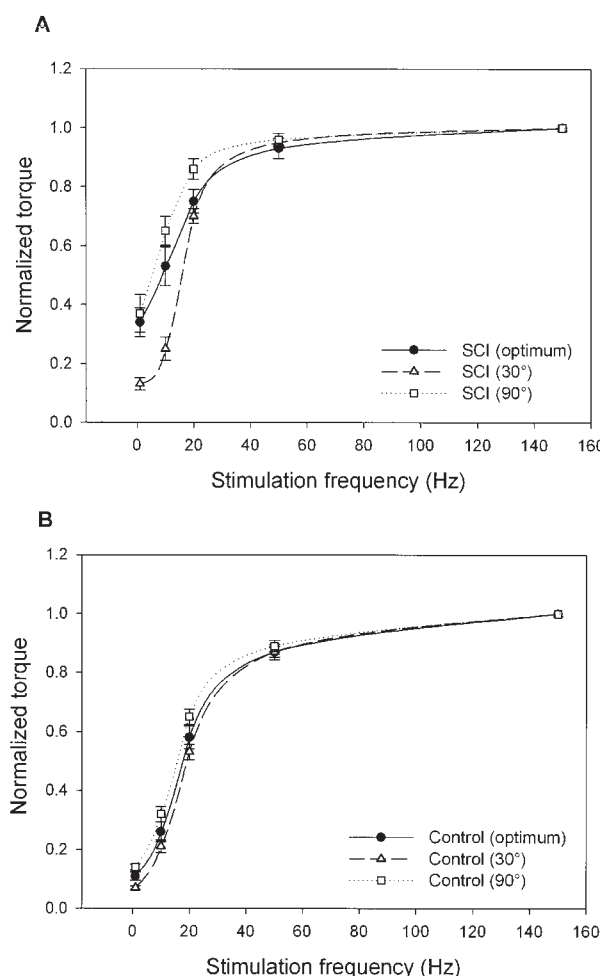 A
1.2
1.0
0.8
0.6
0.4
0.2
0.0
Normalized torque
SCI (optimum)
SCI (30°)
SCI (90°)
0 20 40 60 80 100 120 140 160
Stimulation frequency (Hz)
B
1.2
1.0
0.8
0.6
0.4
0.2
0.0
Normalized torque
Control (optimum)
Control (30°)
Control (90°)
0 20 40 60 80 100 120 140 160
Stimulation frequency (Hz)